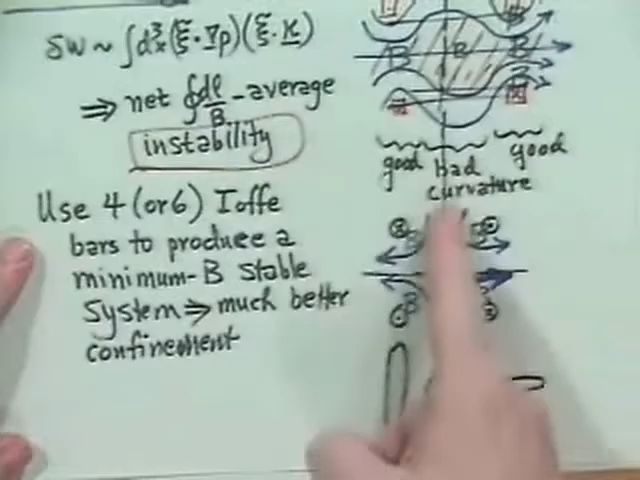 δW ~ ∫d³x(ξ̃·∇p)(ξ̃·κ)
⇒ net ∮dl/B - average
instability
Use 4 (or 6) Ioffe
bars to produce a
minimum-B stable
System ⇒ much better
confinement
B B B
good bad good
curvature
B